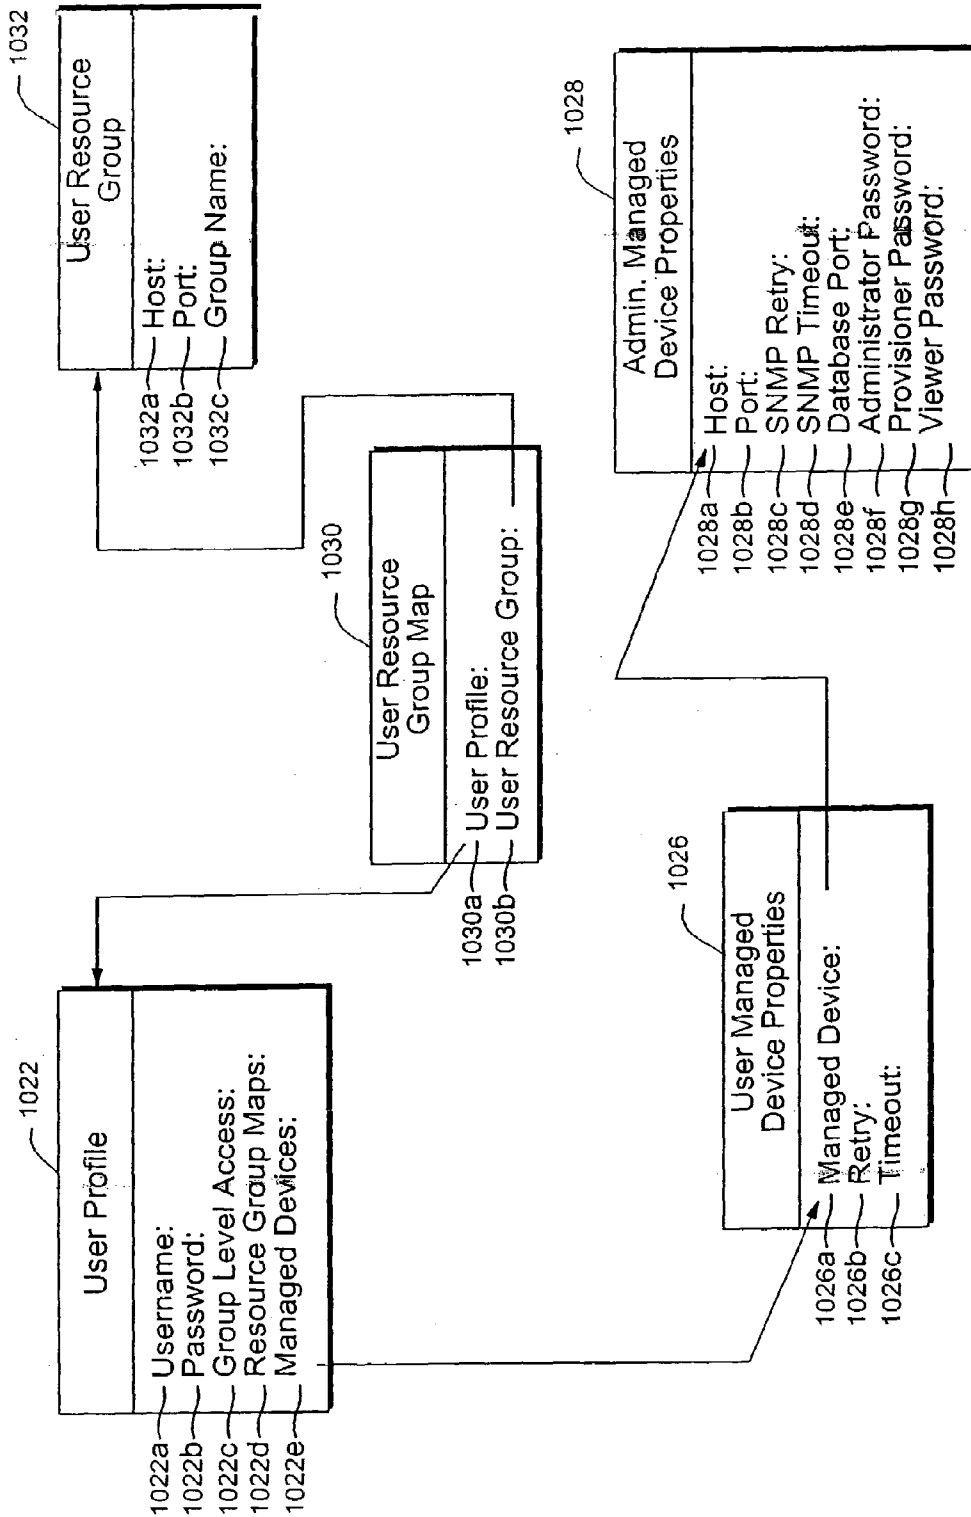 1022
User Profile
1022a Username:
1022b Password:
1022c Group Level Access:
1022d Resource Group Maps:
1022e Managed Devices:
1030
User Resource
Group Map
1030a User Profile:
1030b User Resource Group:
1032
User Resource
Group
1032a Host:
1032b Port:
1032c Group Name:
1026
User Managed
Device Properties
1026a Managed Device:
1026b Retry:
1026c Timeout:
1028
Admin. Managed
Device Properties
1028a Host:
1028b Port:
1028c SNMP Retry:
1028d SNMP Timeout:
1028e Database Port:
1028f Administrator Password:
1028g Provisioner Password:
1028h Viewer Password: